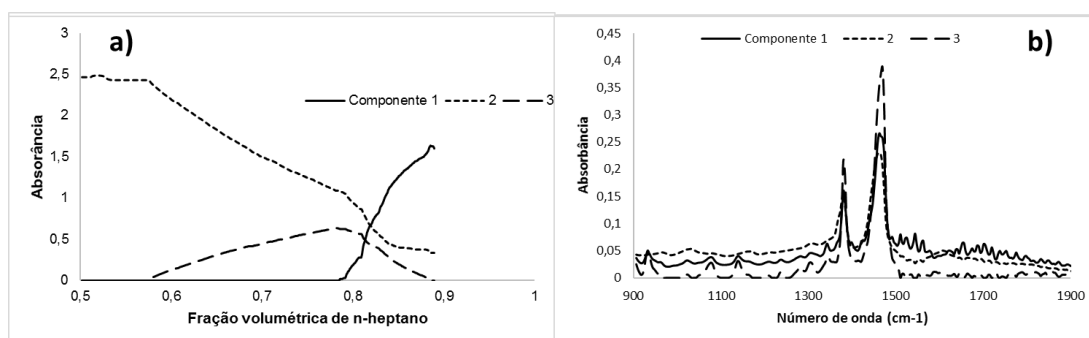 a)
3
2,5
2
1,5
1
0,5
0
Absorância
Componente 1 2 3
0,5 0,6 0,7 0,8 0,9 1
Fração volumétrica de n-heptano
b)
0,45
0,4
0,35
0,3
0,25
0,2
0,15
0,1
0,05
0
Absorbância
Componente 1 2 3
900 1100 1300 1500 1700 1900
Número de onda (cm-1)